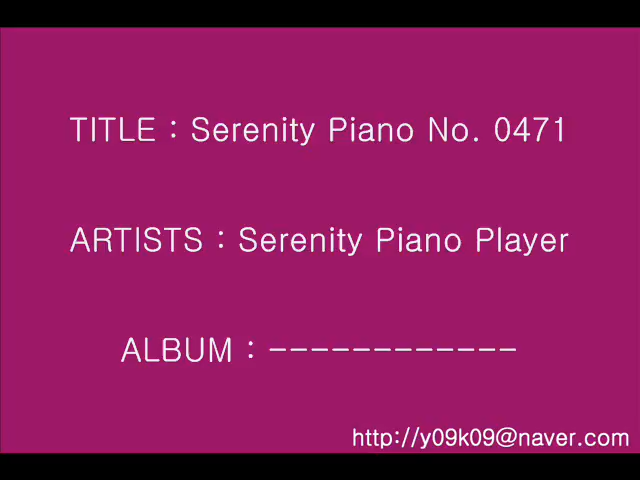 TITLE : Serenity Piano No. 0471
ARTISTS : Serenity Piano Player
ALBUM : ------------
http://y09k09@naver.com